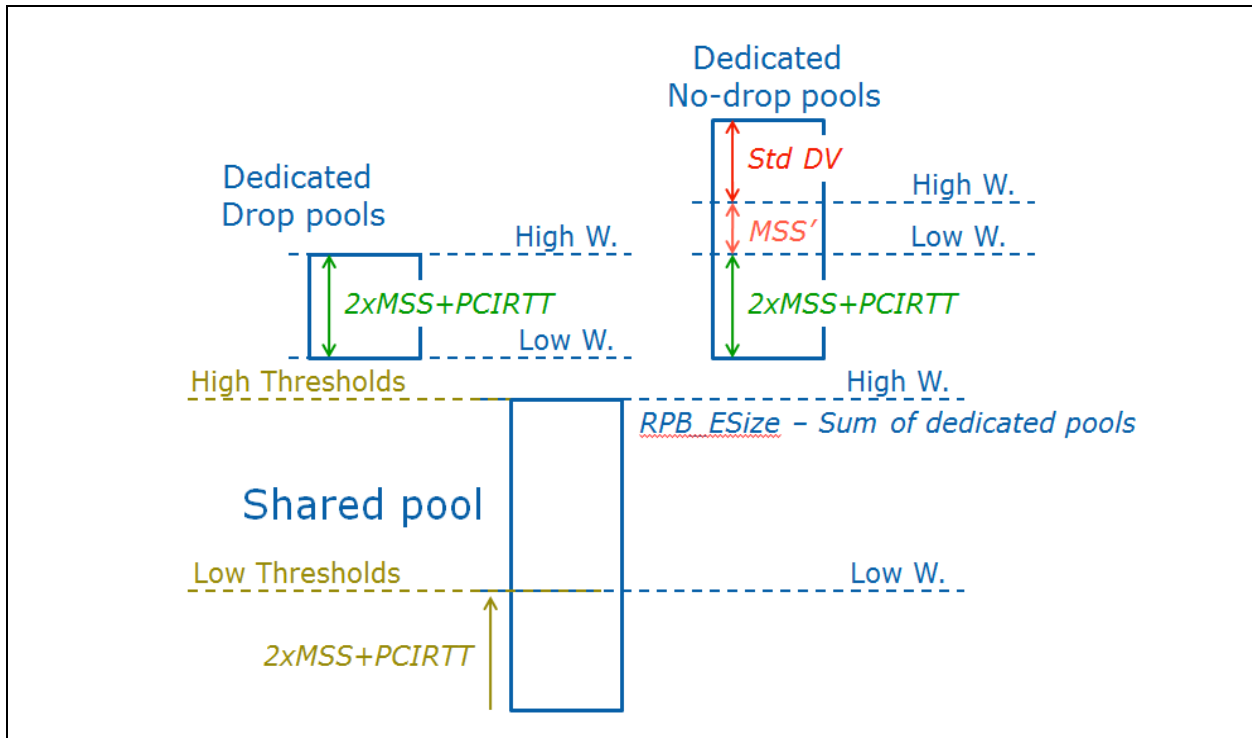 Dedicated
No-drop pools
Std DV
High W.
MSS'
Low W.
2xMSS+PCIRTT
Dedicated
Drop pools
High W.
2xMSS+PCIRTT
Low W.
High Thresholds
High W.
RPB_ESize – Sum of dedicated pools
Shared pool
Low Thresholds
Low W.
2xMSS+PCIRTT